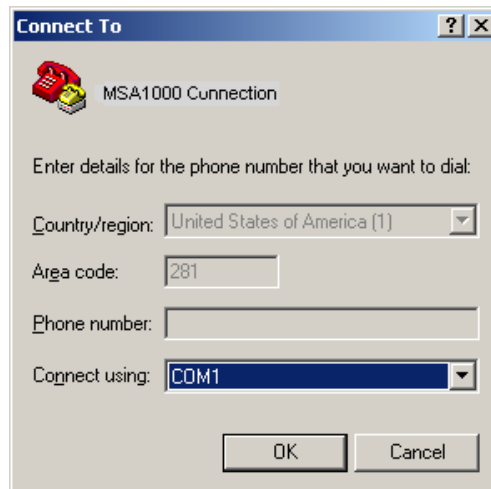 Connect To
MSA1000 Cunnection
Enter details for the phone number that you want to dial:
Country/region: United States of America (1)
Area code: 281
Phone number:
Connect using: COM1
OK Cancel